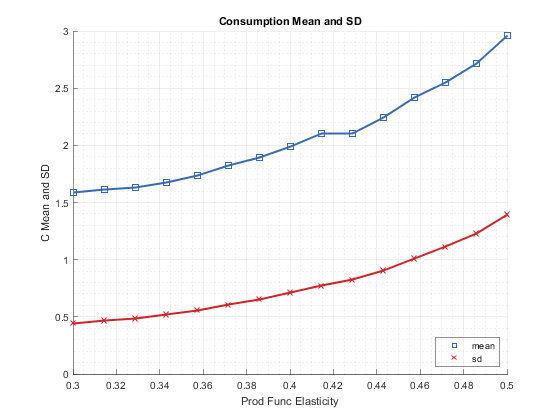 Consumption Mean and SD
3
2.5
2
1.5
1
0.5
0
C Mean and SD
mean
sd
0.3 0.32 0.34 0.36 0.38 0.4 0.42 0.44 0.46 0.48 0.5
Prod Func Elasticity